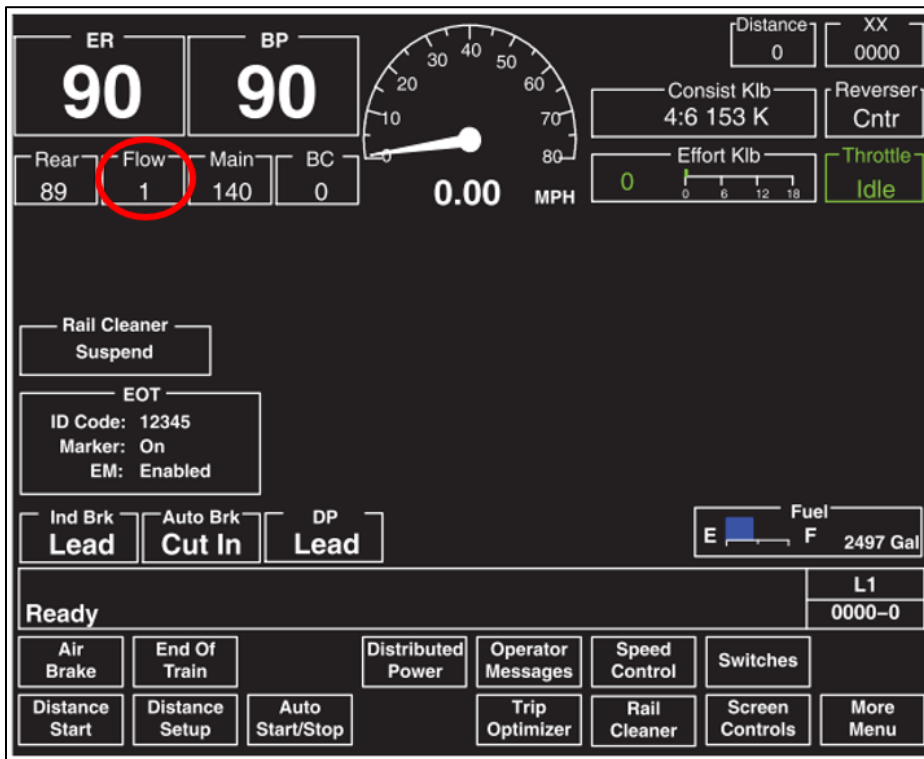 ER
90
BP
90
0
10
20
30
40
50
60
70
80
0.00 MPH
Distance
0
XX
0000
Consist Klb
4:6 153 K
Reverser
Cntr
Rear
89
Flow
1
Main
140
BC
0
Effort Klb
0
0 6 12 18
Throttle
Idle
Rail Cleaner
Suspend
EOT
ID Code: 12345
Marker: On
EM: Enabled
Ind Brk
Lead
Auto Brk
Cut In
DP
Lead
Fuel
E F 2497 Gal
Ready
L1
0000-0
Air
Brake
End Of
Train
Distributed
Power
Operator
Messages
Speed
Control
Switches
Distance
Start
Distance
Setup
Auto
Start/Stop
Trip
Optimizer
Rail
Cleaner
Screen
Controls
More
Menu